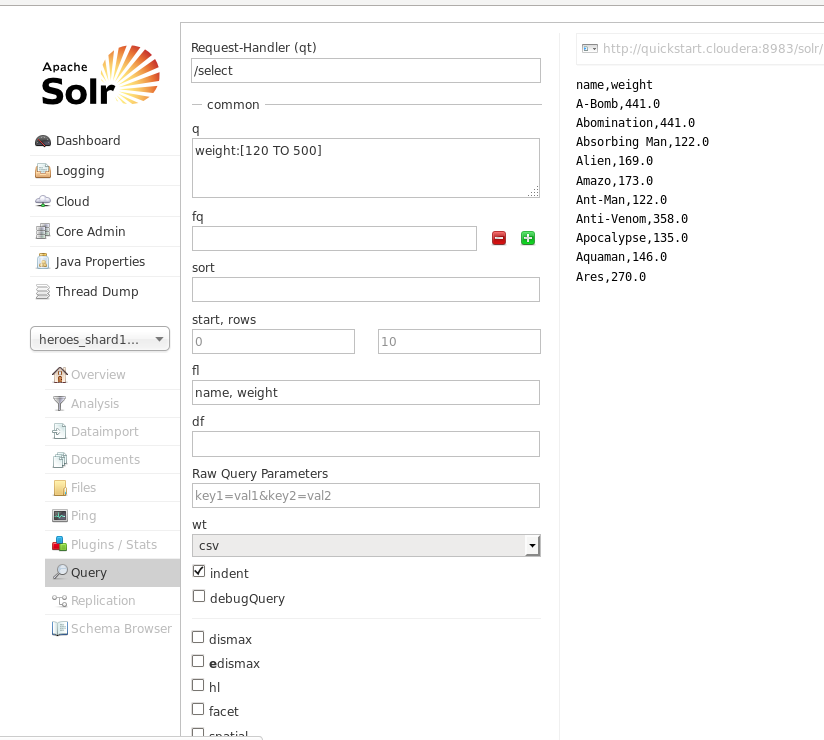 Apache
Solr
Dashboard
Logging
Cloud
Core Admin
Java Properties
Thread Dump
heroes_shard1...
Overview
Analysis
Dataimport
Documents
Files
Ping
Plugins / Stats
Query
Replication
Schema Browser
Request-Handler (qt)
/select
common
q
weight:[120 TO 500]
fq
sort
start, rows
0 10
fl
name, weight
df
Raw Query Parameters
key1=val1&key2=val2
wt
csv
indent
debugQuery
dismax
edismax
hl
facet
spatial
http://quickstart.cloudera:8983/solr/
name,weight
A-Bomb,441.0
Abomination,441.0
Absorbing Man,122.0
Alien,169.0
Amazo,173.0
Ant-Man,122.0
Anti-Venom,358.0
Apocalypse,135.0
Aquaman,146.0
Ares,270.0